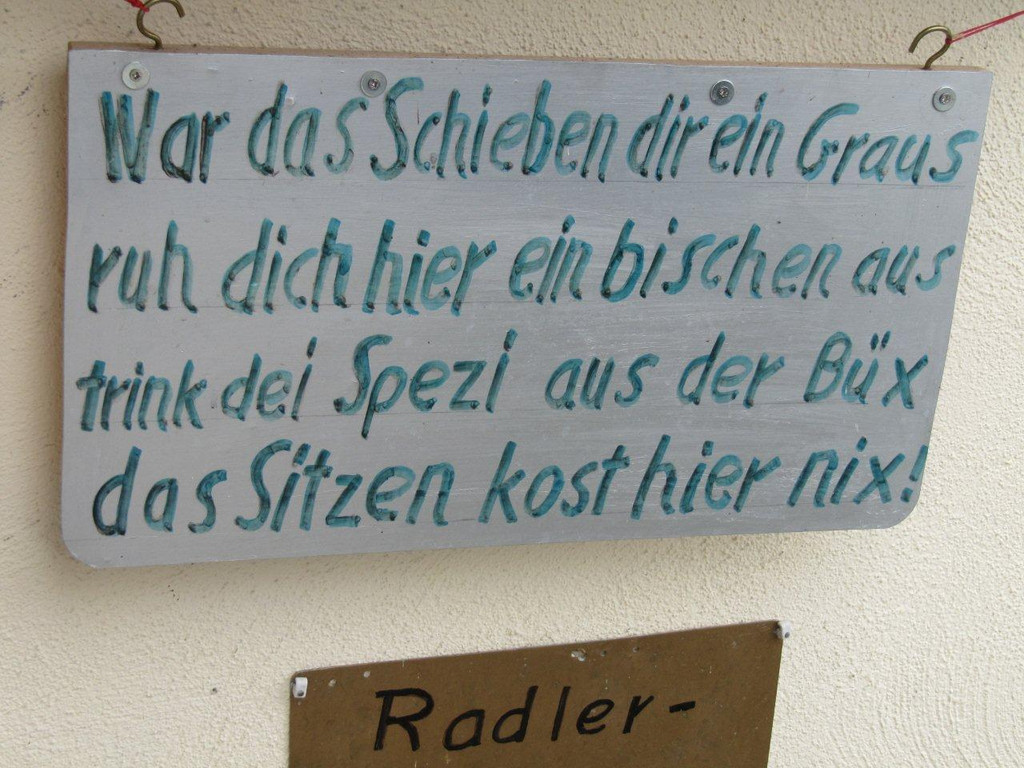 War das Schieben dir ein Graus
ruh dich hier ein bischen aus
trink dei Spezi aus der Büx
das Sitzen kost hier nix!
Radler-